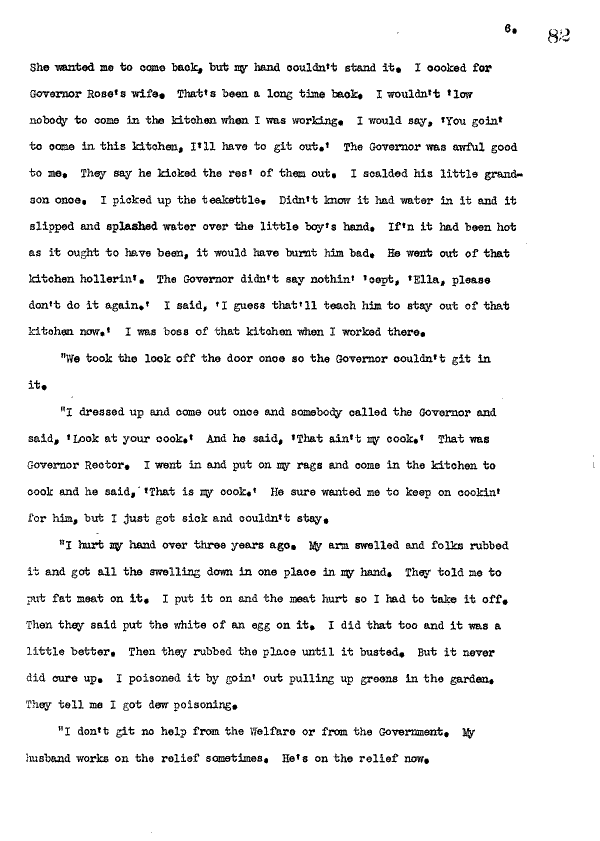 6. 82
She wanted me to come back, but my hand couldn't stand it. I cooked for
Governor Rose's wife. That's been a long time back. I wouldn't 'low
nobody to come in the kitchen when I was working. I would say, 'You goin'
to come in this kitchen, I'll have to git out.' The Governor was awful good
to me. They say he kicked the res' of them out. I scalded his little grand-
son once. I picked up the teakettle. Didn't know it had water in it and it
slipped and splashed water over the little boy's hand. If'n it had been hot
as it ought to have been, it would have burnt him bad. He went out of that
kitchen hollerin'. The Governor didn't say nothin' 'cept, 'Ella, please
don't do it again.' I said, 'I guess that'll teach him to stay out of that
kitchen now.' I was boss of that kitchen when I worked there.
"We took the lock off the door once so the Governor couldn't git in
it.
"I dressed up and come out once and somebody called the Governor and
said, 'Look at your cook.' And he said, 'That ain't my cook.' That was
Governor Rector. I went in and put on my rags and come in the kitchen to
cook and he said, 'That is my cook.' He sure wanted me to keep on cookin'
for him, but I just got sick and couldn't stay.
"I hurt my hand over three years ago. My arm swelled and folks rubbed
it and got all the swelling down in one place in my hand. They told me to
put fat meat on it. I put it on and the meat hurt so I had to take it off.
Then they said put the white of an egg on it. I did that too and it was a
little better. Then they rubbed the place until it busted. But it never
did cure up. I poisoned it by goin' out pulling up greens in the garden.
They tell me I got dew poisoning.
"I don't git no help from the Welfare or from the Government. My
husband works on the relief sometimes. He's on the relief now.